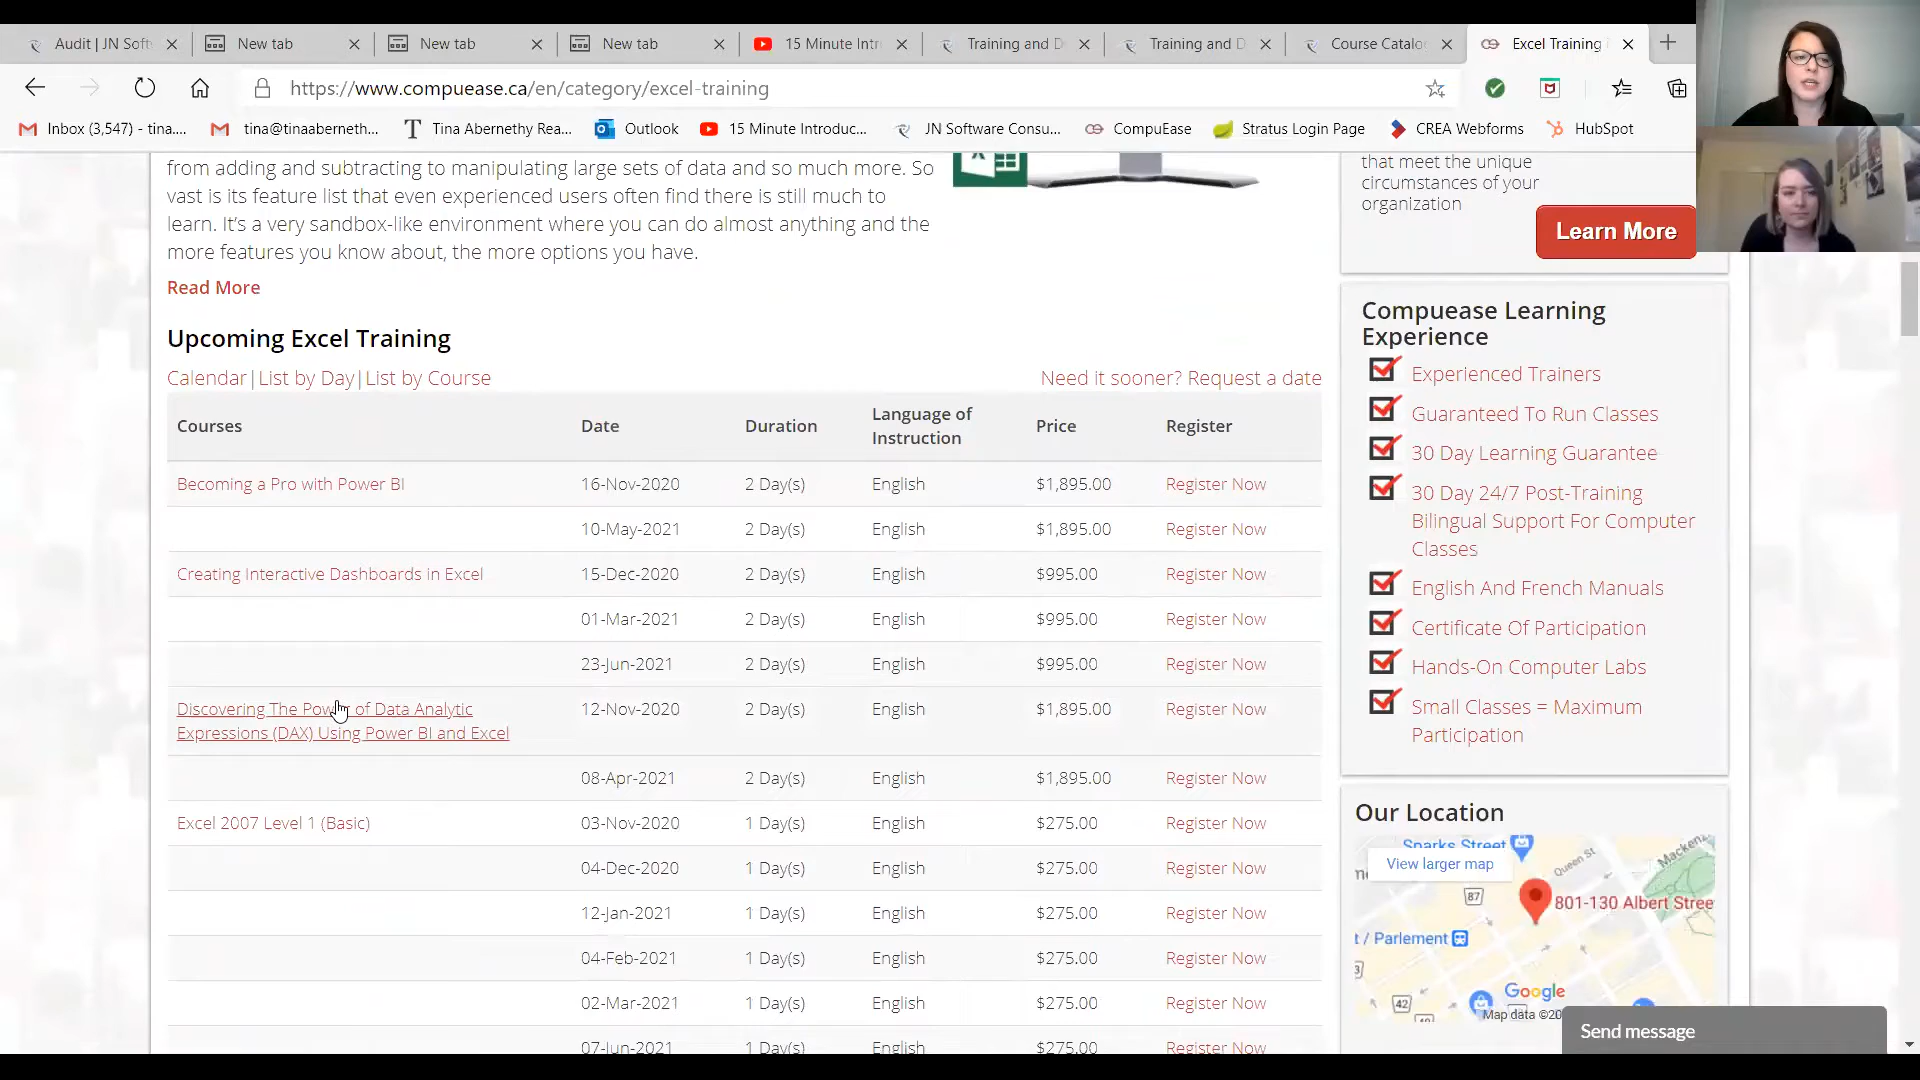 Audit | JN Soft
New tab
New tab
New tab
15 Minute Intr
Training and D
Training and D
Course Catalo
Excel Training
https://www.compuease.ca/en/category/excel-training
Inbox (3,547) - tina....
tina@tinaaberneth...
Tina Abernethy Rea...
Outlook
15 Minute Introduc...
JN Software Consu...
CompuEase
Stratus Login Page
CREA Webforms
HubSpot
from adding and subtracting to manipulating large sets of data and so much more. So
vast is its feature list that even experienced users often find there is still much to
learn. It's a very sandbox-like environment where you can do almost anything and the
more features you know about, the more options you have.
Read More
that meet the unique
circumstances of your
organization
Learn More
Upcoming Excel Training
Calendar|List by Day|List by Course
Need it sooner? Request a date
Courses Date Duration Language of Instruction Price Register
Becoming a Pro with Power BI 16-Nov-2020 2 Day(s) English $1,895.00 Register Now
10-May-2021 2 Day(s) English $1,895.00 Register Now
Creating Interactive Dashboards in Excel 15-Dec-2020 2 Day(s) English $995.00 Register Now
01-Mar-2021 2 Day(s) English $995.00 Register Now
23-Jun-2021 2 Day(s) English $995.00 Register Now
Discovering The Power of Data Analytic
Expressions (DAX) Using Power BI and Excel 12-Nov-2020 2 Day(s) English $1,895.00 Register Now
08-Apr-2021 2 Day(s) English $1,895.00 Register Now
Excel 2007 Level 1 (Basic) 03-Nov-2020 1 Day(s) English $275.00 Register Now
04-Dec-2020 1 Day(s) English $275.00 Register Now
12-Jan-2021 1 Day(s) English $275.00 Register Now
04-Feb-2021 1 Day(s) English $275.00 Register Now
02-Mar-2021 1 Day(s) English $275.00 Register Now
07-Jun-2021 1 Day(s) English $275.00 Register Now
Compuease Learning
Experience
Experienced Trainers
Guaranteed To Run Classes
30 Day Learning Guarantee
30 Day 24/7 Post-Training
Bilingual Support For Computer
Classes
English And French Manuals
Certificate Of Participation
Hands-On Computer Labs
Small Classes = Maximum
Participation
Our Location
Sparks Street
View larger map
Queen St
Mackenz
87
801-130 Albert Stree
t / Parlement
42
Google
Map data ©20
Send message